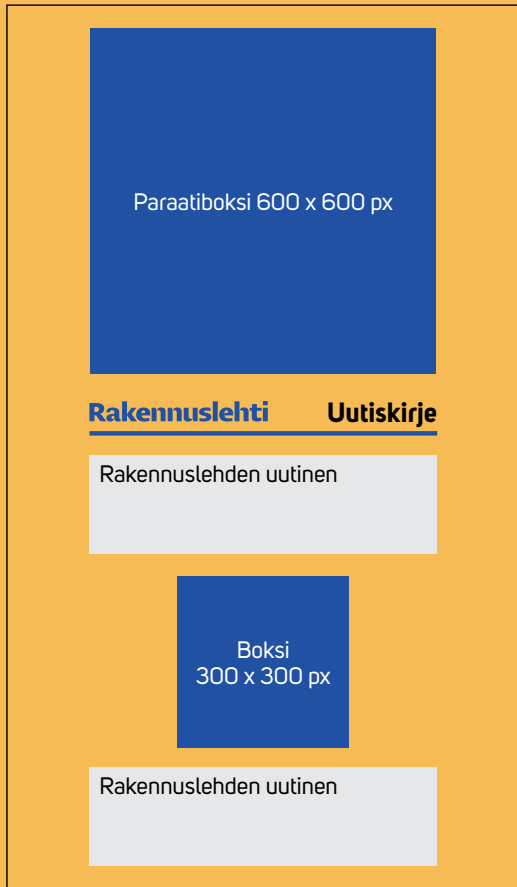 Paraatiboksi 600 x 600 px
Rakennuslehti Uutiskirje
Rakennuslehden uutinen
Boksi
300 x 300 px
Rakennuslehden uutinen